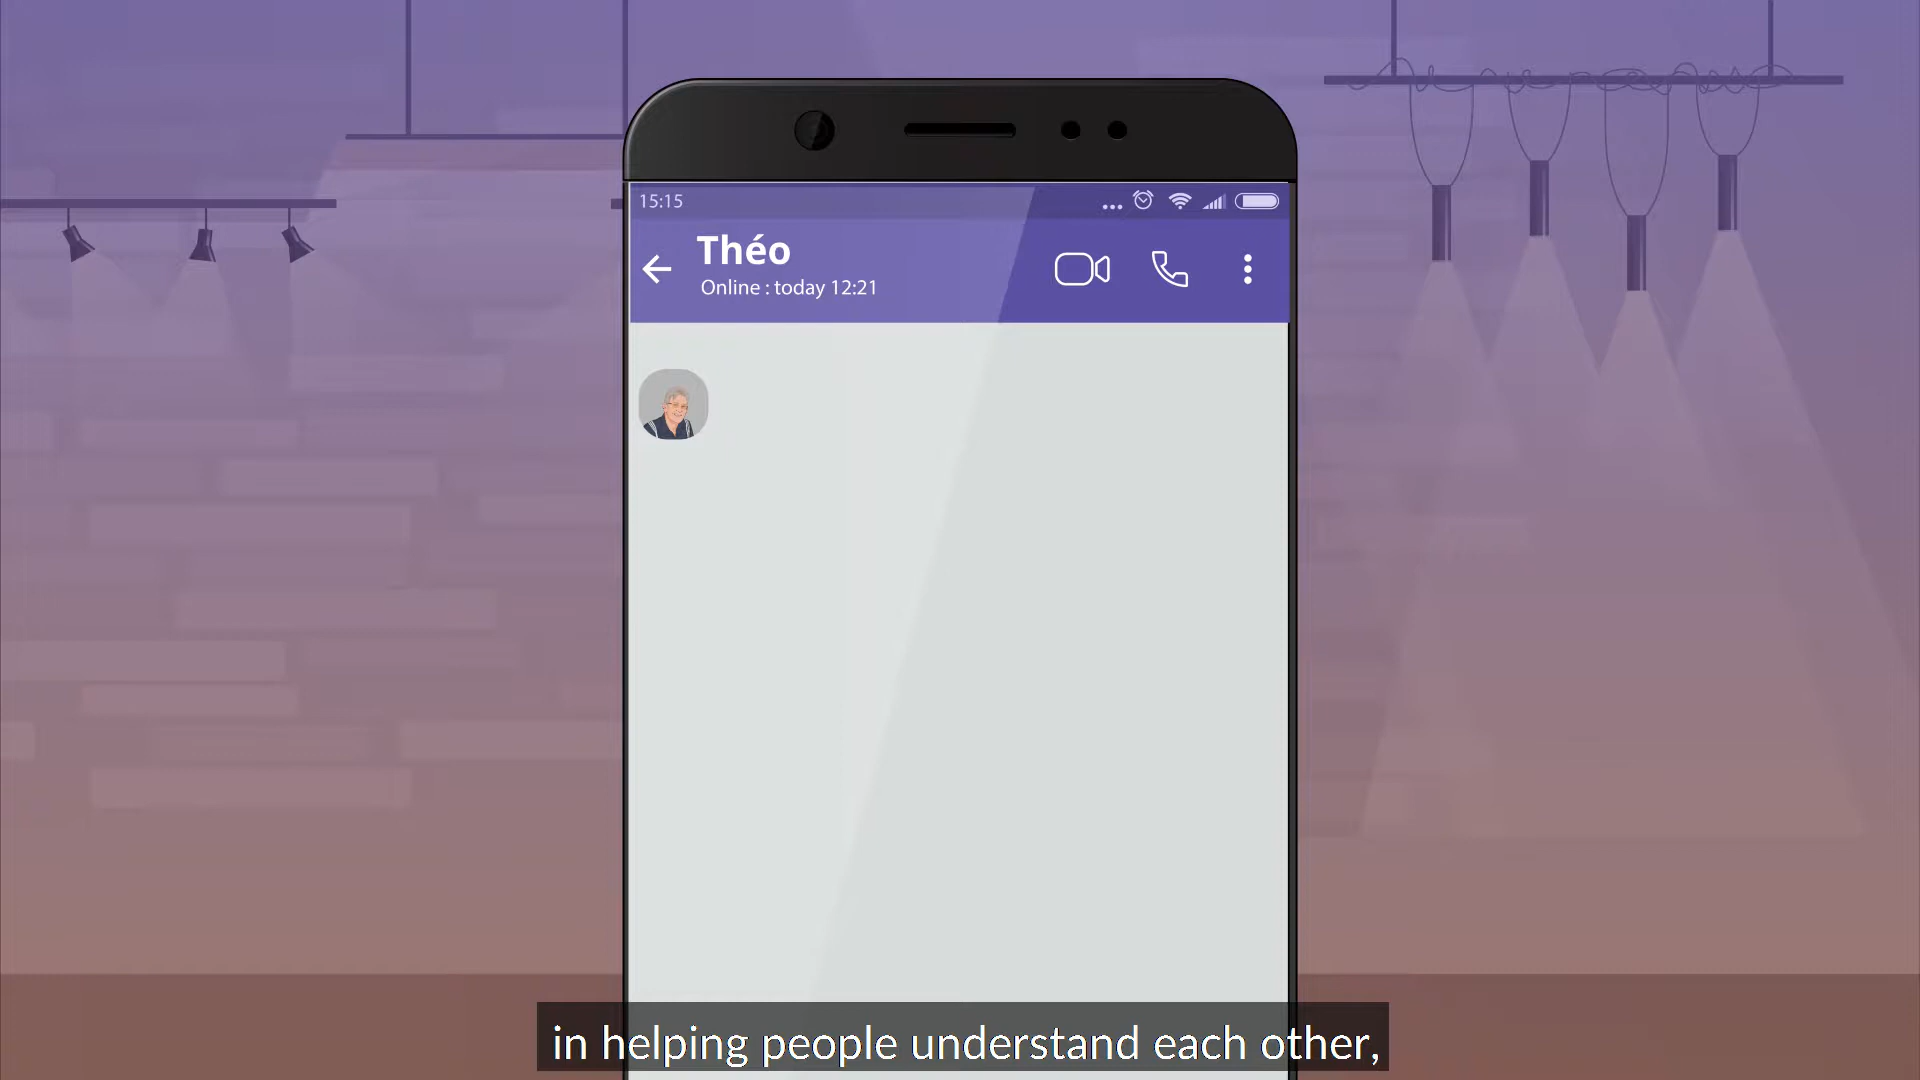 15:15
Théo
Online : today 12:21
in helping people understand each other,